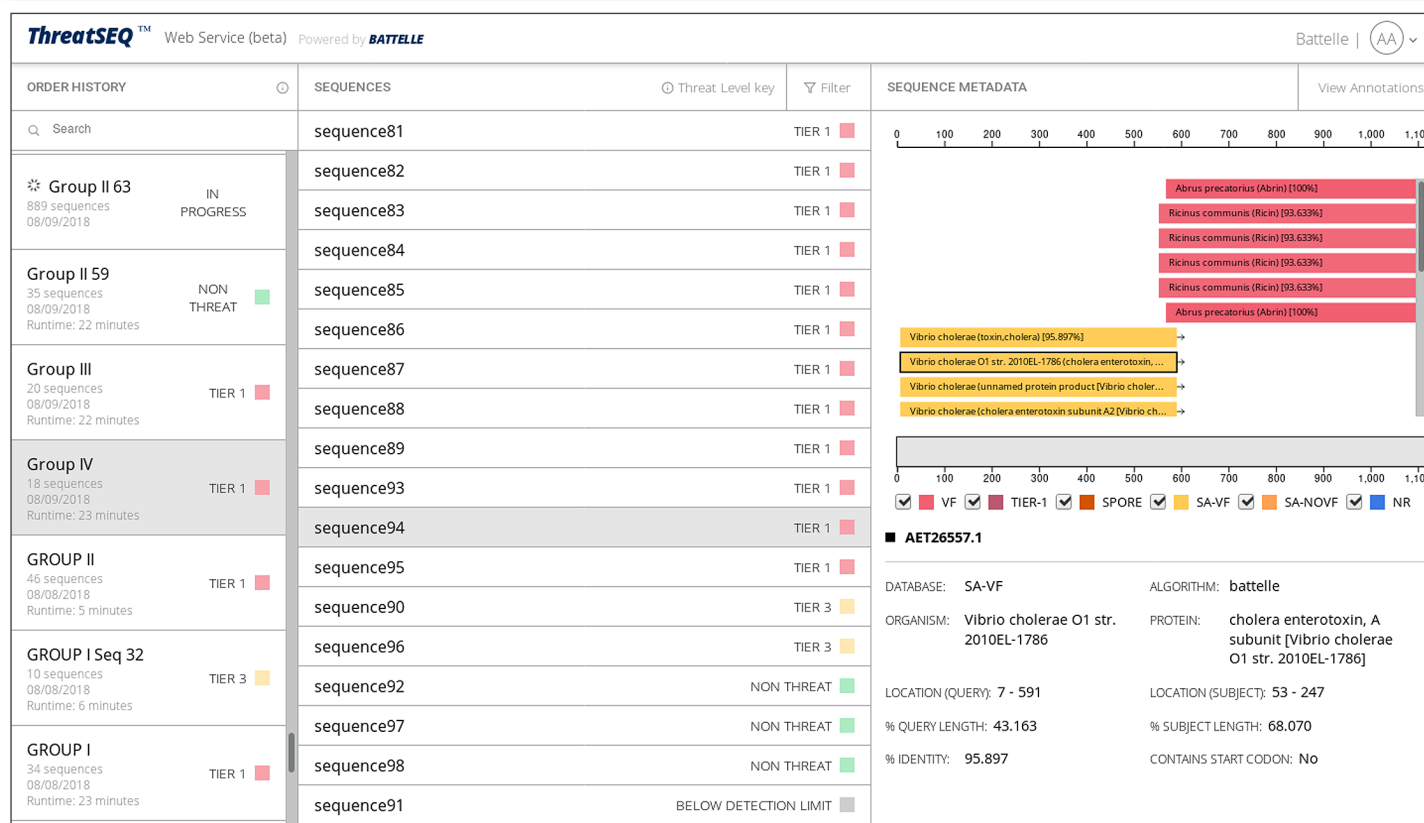 ThreatSEQ ™ Web Service (beta) Powered by BATTELLE
Battelle | AA
ORDER HISTORY
Search
Group II 63
889 sequences
08/09/2018
IN
PROGRESS
Group II 59
35 sequences
08/09/2018
Runtime: 22 minutes
NON
THREAT
Group III
20 sequences
08/09/2018
Runtime: 22 minutes
TIER 1
Group IV
18 sequences
08/09/2018
Runtime: 23 minutes
TIER 1
GROUP II
46 sequences
08/08/2018
Runtime: 5 minutes
TIER 1
GROUP I Seq 32
10 sequences
08/08/2018
Runtime: 6 minutes
TIER 3
GROUP I
34 sequences
08/08/2018
Runtime: 23 minutes
TIER 1
SEQUENCES Threat Level key Filter
sequence81 TIER 1
sequence82 TIER 1
sequence83 TIER 1
sequence84 TIER 1
sequence85 TIER 1
sequence86 TIER 1
sequence87 TIER 1
sequence88 TIER 1
sequence89 TIER 1
sequence93 TIER 1
sequence94 TIER 1
sequence95 TIER 1
sequence90 TIER 3
sequence96 TIER 3
sequence92 NON THREAT
sequence97 NON THREAT
sequence98 NON THREAT
sequence91 BELOW DETECTION LIMIT
SEQUENCE METADATA View Annotations
0 100 200 300 400 500 600 700 800 900 1,000 1,10
Abrus precatorius (Abrin) [100%]
Ricinus communis (Ricin) [93.633%]
Ricinus communis (Ricin) [93.633%]
Ricinus communis (Ricin) [93.633%]
Ricinus communis (Ricin) [93.633%]
Abrus precatorius (Abrin) [100%]
Vibrio cholerae (toxin,cholera) [95.897%]
Vibrio cholerae O1 str. 2010EL-1786 (cholera enterotoxin, ...
Vibrio cholerae (unnamed protein product [Vibrio choler...
Vibrio cholerae (cholera enterotoxin subunit A2 [Vibrio ch...
0 100 200 300 400 500 600 700 800 900 1,000 1,10
VF TIER-1 SPORE SA-VF SA-NOVF NR
AET26557.1
DATABASE: SA-VF ALGORITHM: battelle
ORGANISM: Vibrio cholerae O1 str.
2010EL-1786
PROTEIN: cholera enterotoxin, A
subunit [Vibrio cholerae
O1 str. 2010EL-1786]
LOCATION (QUERY): 7 - 591 LOCATION (SUBJECT): 53 - 247
% QUERY LENGTH: 43.163 % SUBJECT LENGTH: 68.070
% IDENTITY: 95.897 CONTAINS START CODON: No